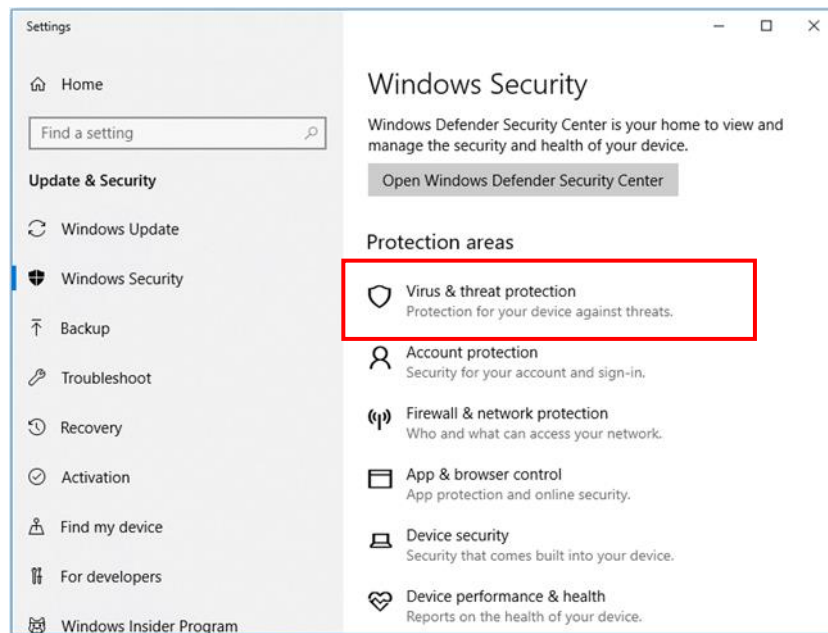 Settings
Home
Find a setting
Update & Security
Windows Update
Windows Security
Backup
Troubleshoot
Recovery
Activation
Find my device
For developers
Windows Insider Program
Windows Security
Windows Defender Security Center is your home to view and
manage the security and health of your device.
Open Windows Defender Security Center
Protection areas
Virus & threat protection
Protection for your device against threats.
Account protection
Security for your account and sign-in.
Firewall & network protection
Who and what can access your network.
App & browser control
App protection and online security.
Device security
Security that comes built into your device.
Device performance & health
Reports on the health of your device.